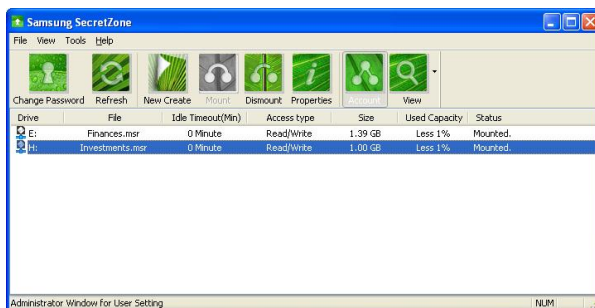 Samsung SecretZone
File View Tools Help
Change Password Refresh New Create Mount Dismount Properties Account View
Drive File Idle Timeout(Min) Access type Size Used Capacity Status
E: Finances.msr 0 Minute Read/Write 1.39 GB Less 1% Mounted.
H: Investments.msr 0 Minute Read/Write 1.00 GB Less 1% Mounted.
Administrator Window for User Setting NUM